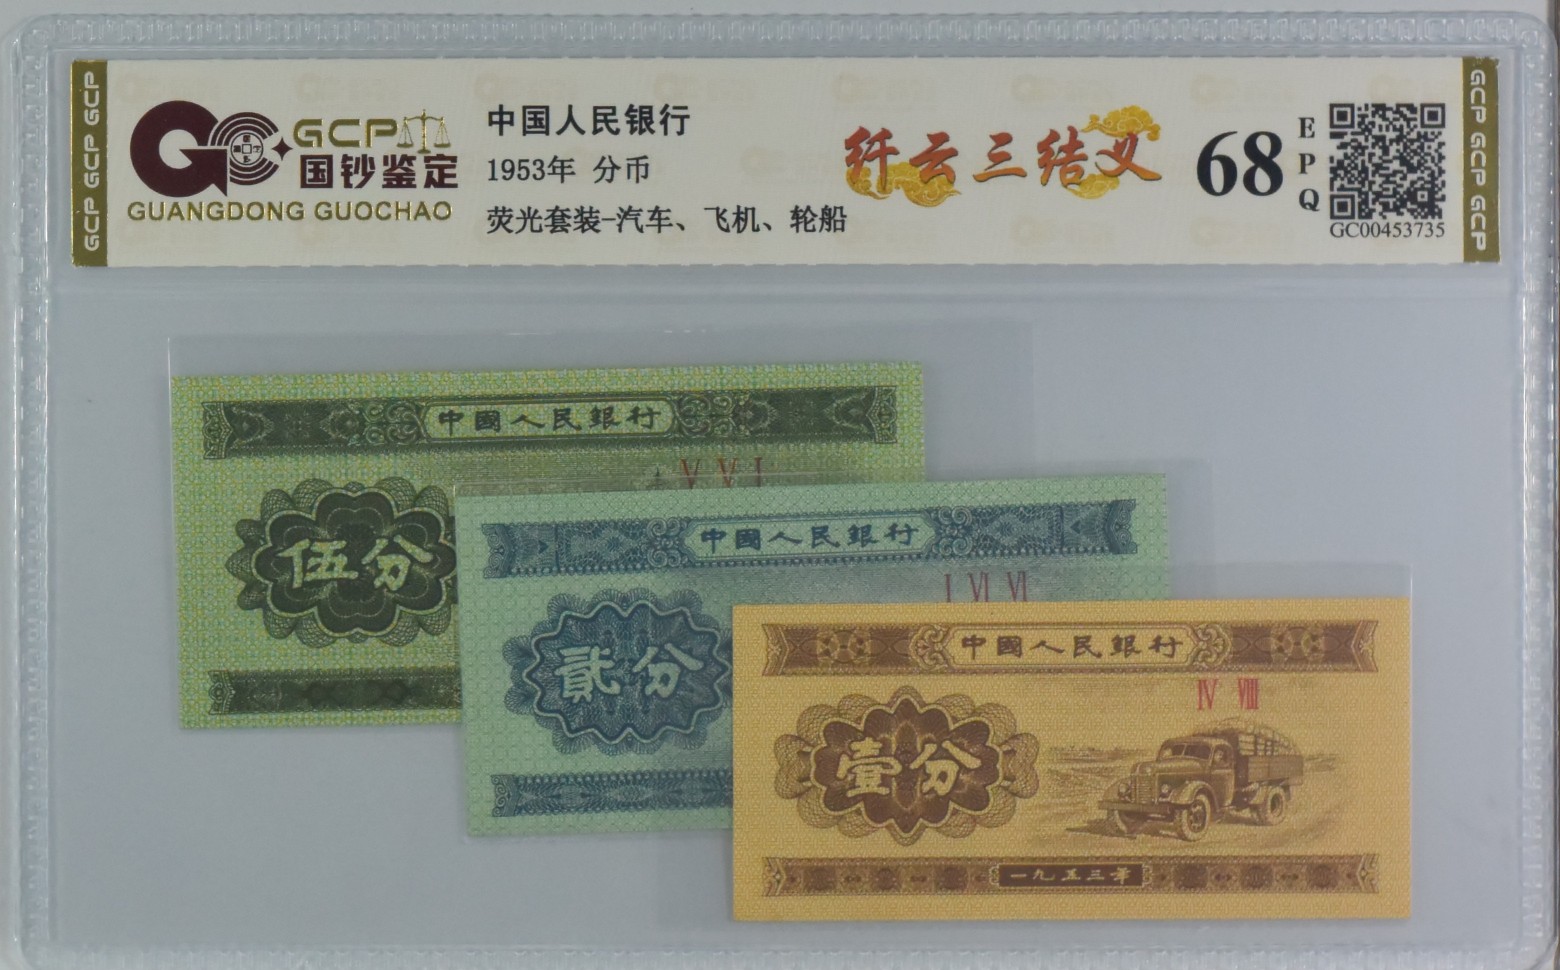 GCP GCP GCP
GCP
国钞鉴定
GUANGDONG GUOCHAO
中国人民银行
1953年 分币
荧光套装-汽车、飞机、轮船
纤云三结义
68
EPQ
GC00453735
GCP GCP GCP
中國人民銀行
V V I
伍分
中國人民銀行
I VI VI
貳分
中國人民銀行
IV VIII
壹分
一九五三年